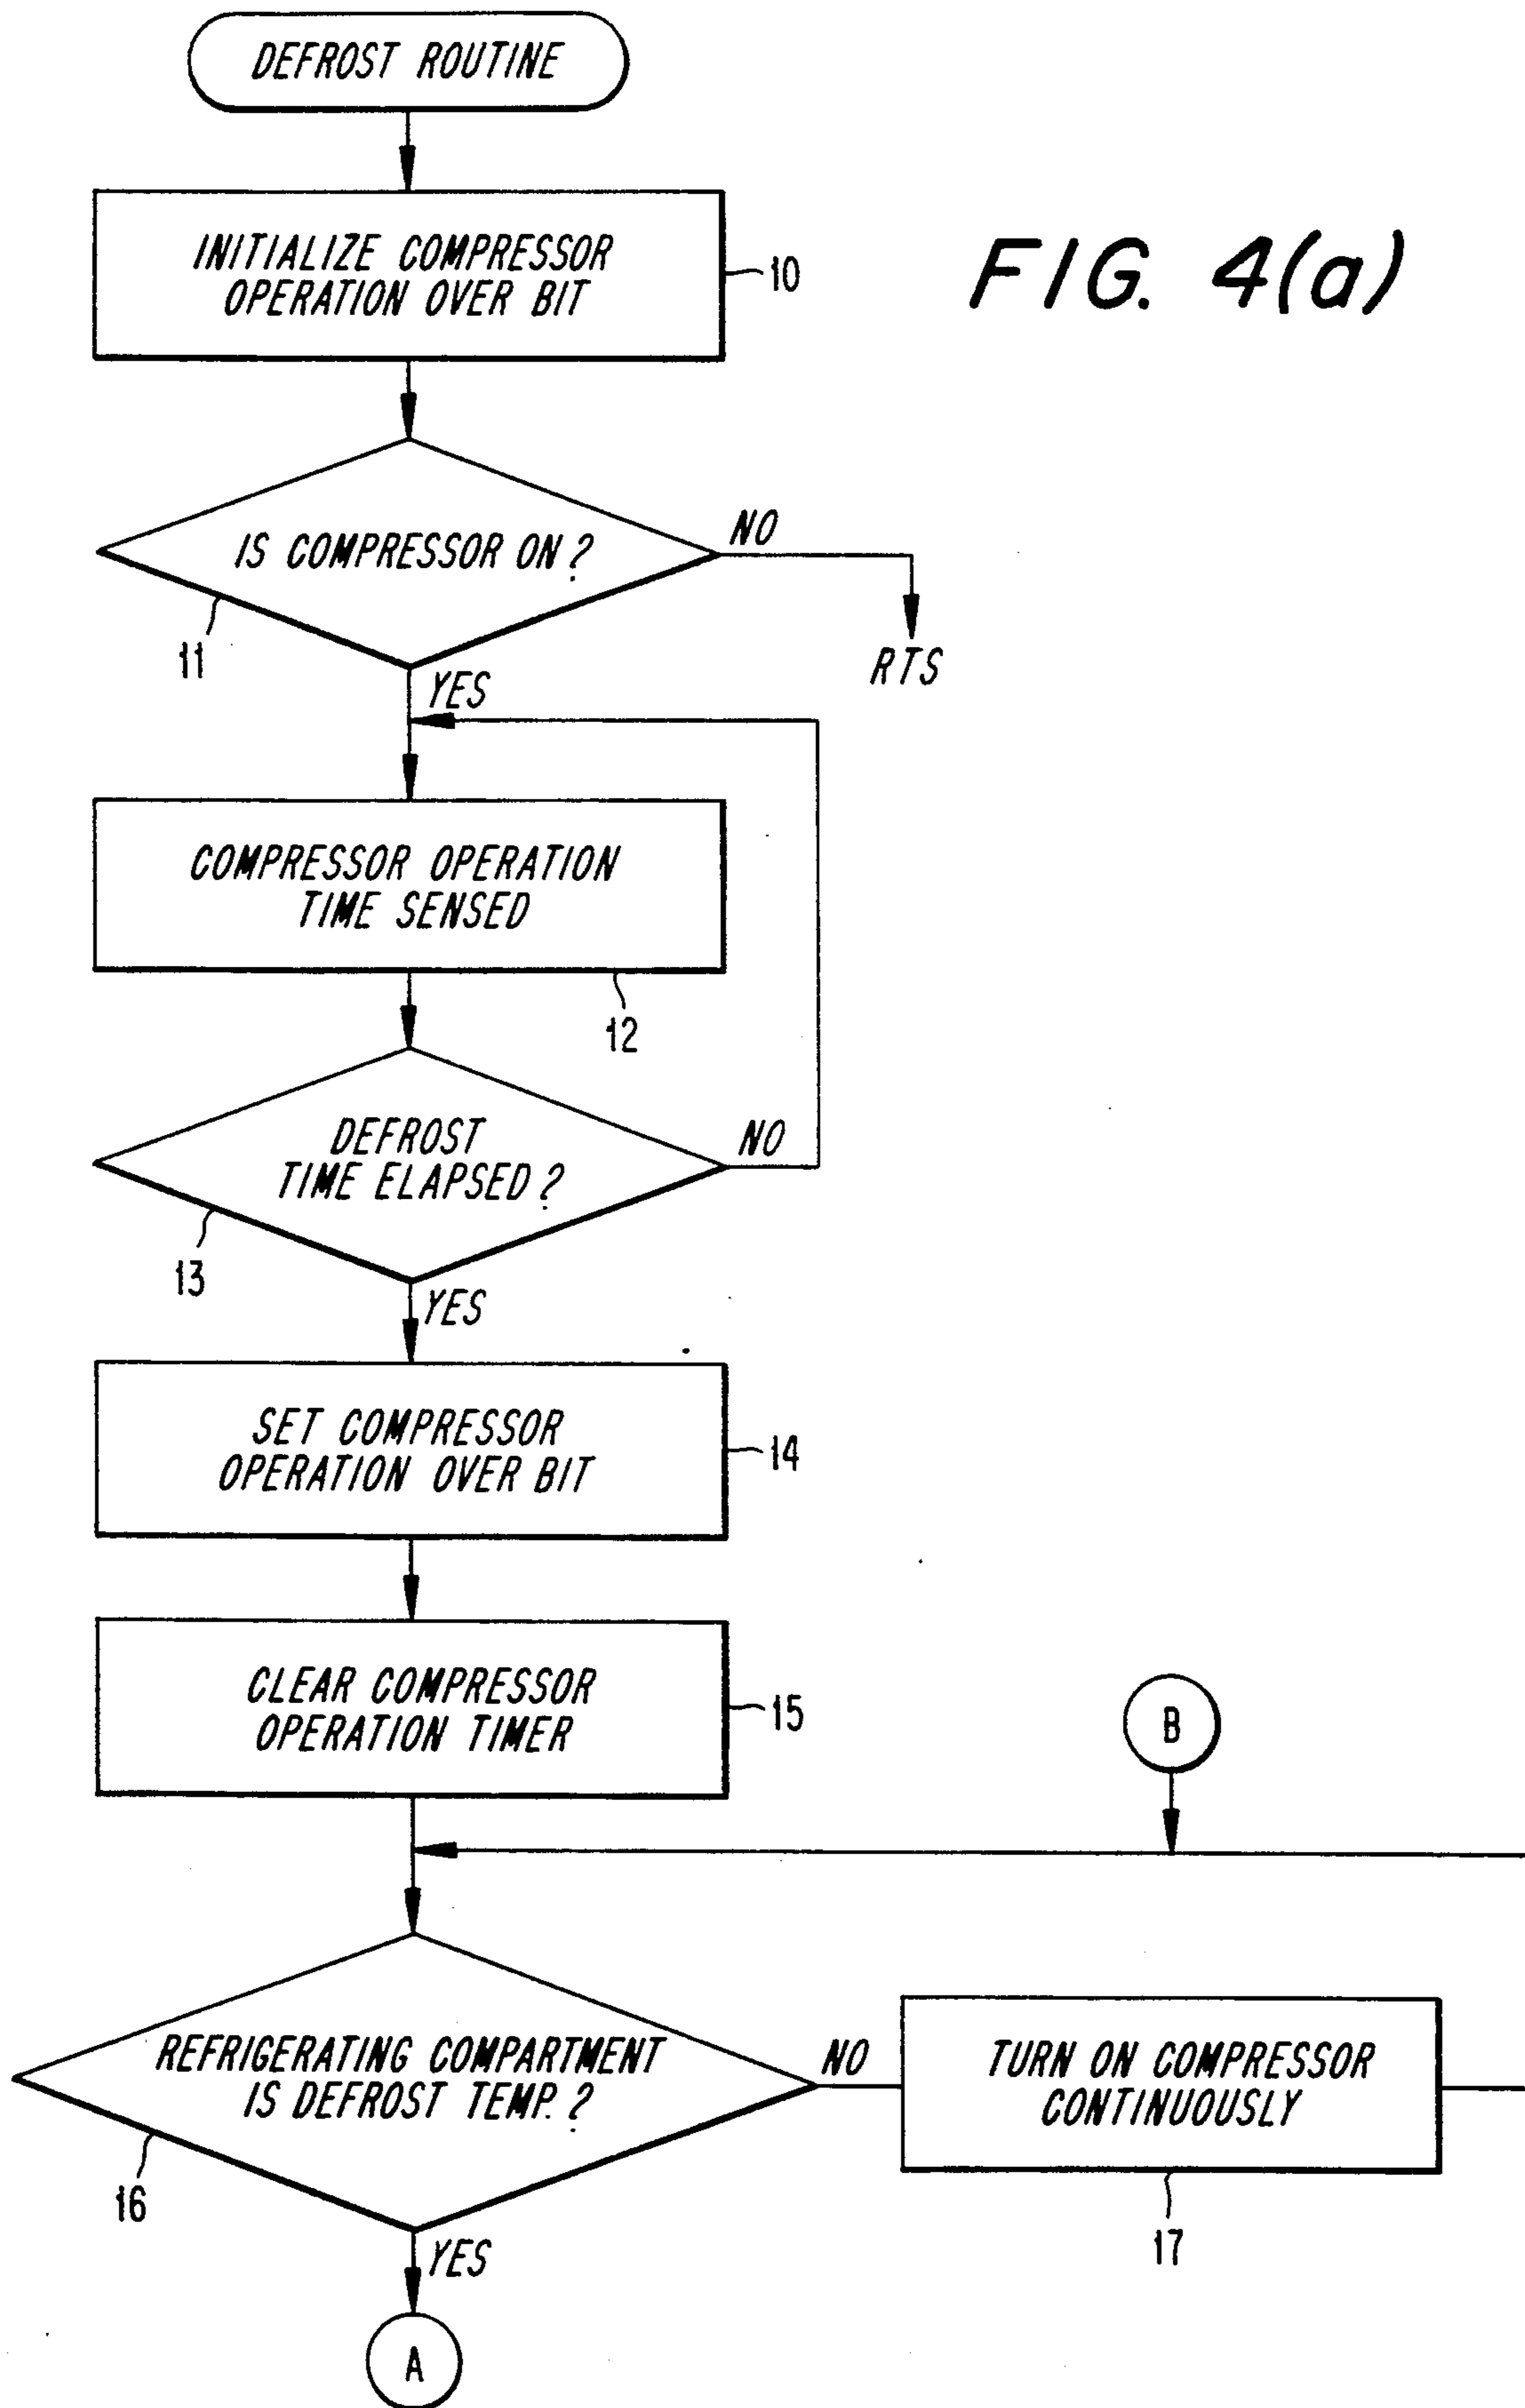 DEFROST ROUTINE
INITIALIZE COMPRESSOR
OPERATION OVER BIT
10
FIG. 4(a)
IS COMPRESSOR ON?
NO
11
RTS
YES
COMPRESSOR OPERATION
TIME SENSED
12
DEFROST
TIME ELAPSED?
NO
13
YES
SET COMPRESSOR
OPERATION OVER BIT
14
CLEAR COMPRESSOR
OPERATION TIMER
15
B
REFRIGERATING COMPARTMENT
IS DEFROST TEMP.?
NO
TURN ON COMPRESSOR
CONTINUOUSLY
16
17
YES
A